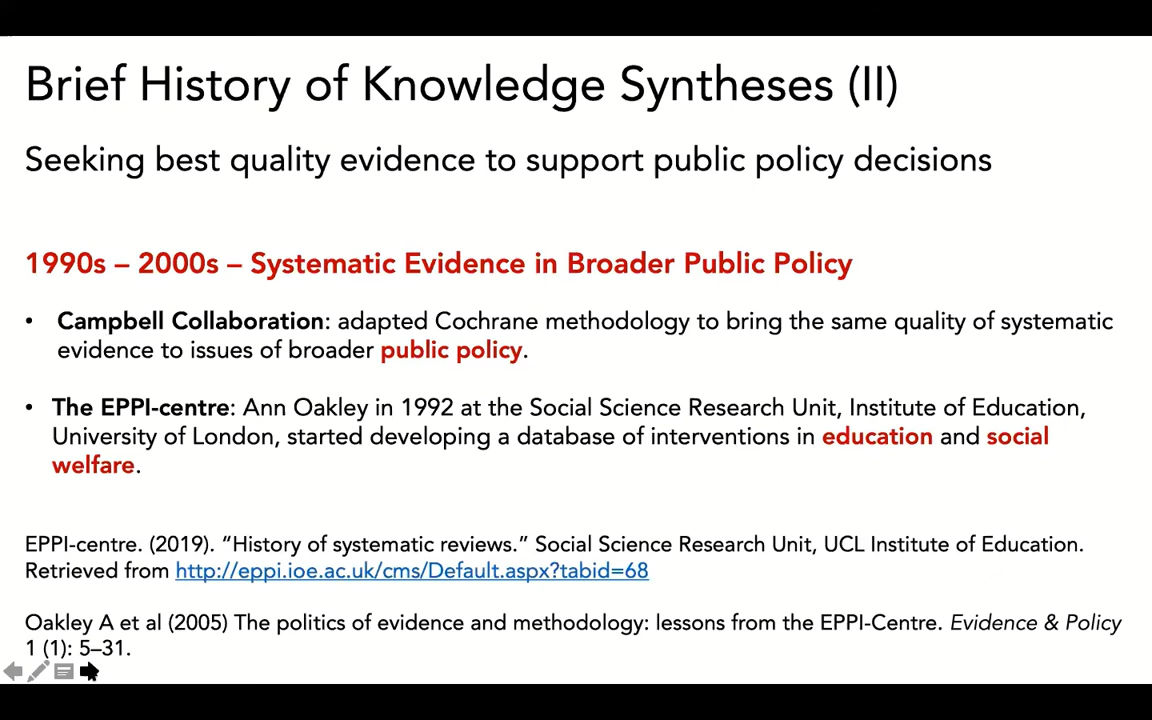 Brief History of Knowledge Syntheses (II)
Seeking best quality evidence to support public policy decisions
1990s – 2000s – Systematic Evidence in Broader Public Policy
• Campbell Collaboration: adapted Cochrane methodology to bring the same quality of systematic
evidence to issues of broader public policy.
• The EPPI-centre: Ann Oakley in 1992 at the Social Science Research Unit, Institute of Education,
University of London, started developing a database of interventions in education and social
welfare.
EPPI-centre. (2019). “History of systematic reviews.” Social Science Research Unit, UCL Institute of Education.
Retrieved from http://eppi.ioe.ac.uk/cms/Default.aspx?tabid=68
Oakley A et al (2005) The politics of evidence and methodology: lessons from the EPPI-Centre. Evidence & Policy
1 (1): 5–31.